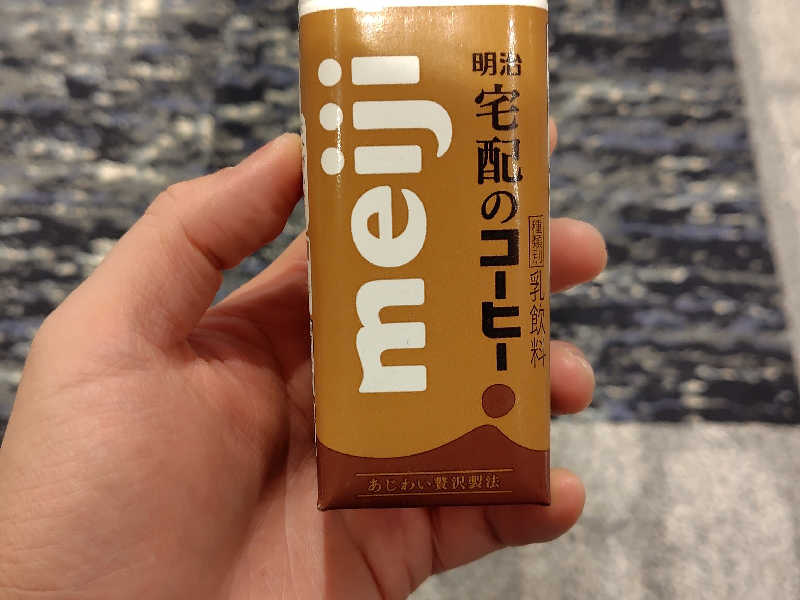 meiji
明治
宅配のコーヒー
種類別 乳飲料
あじわい贅沢製法